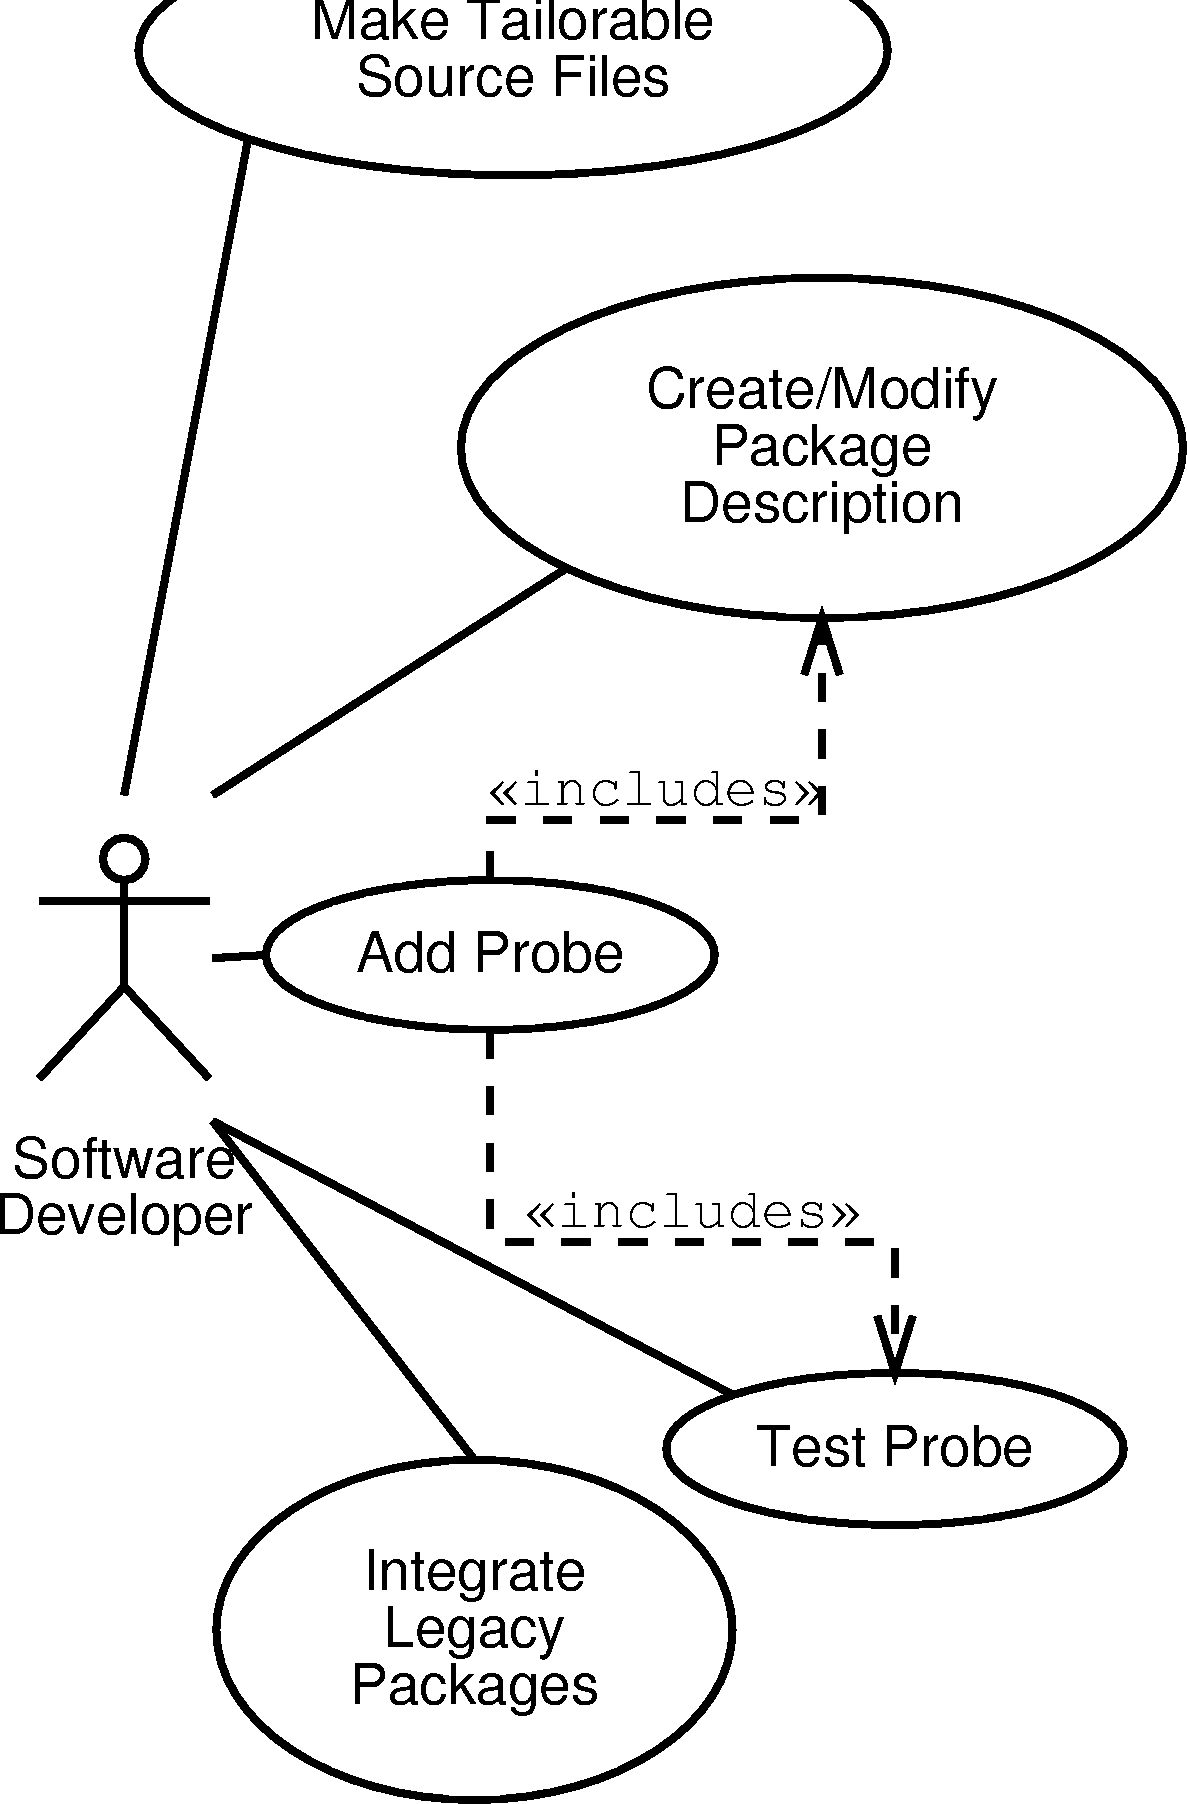 Make Tailorable
Source Files
Create/Modify
Package
Description
«includes»
Add Probe
Software
Developer
«includes»
Test Probe
Integrate
Legacy
Packages